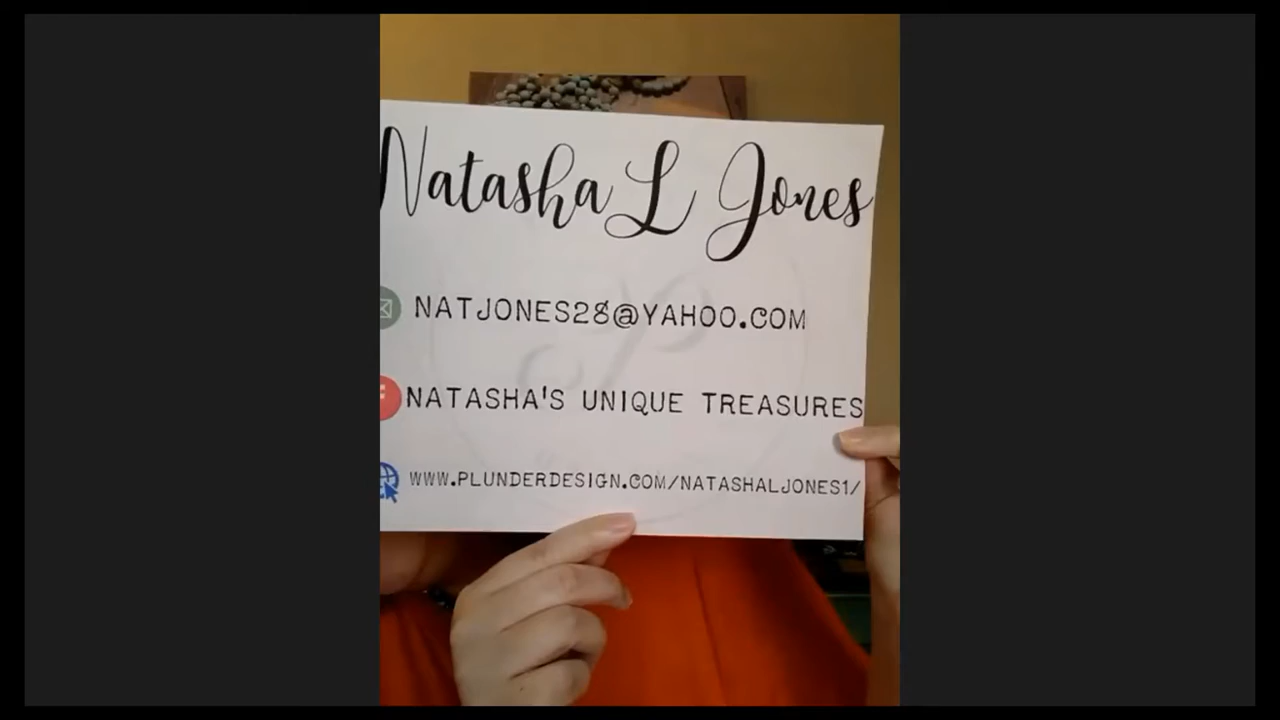 Natasha L Jones
NATJONES28@YAHOO.COM
NATASHA'S UNIQUE TREASURES
WWW.PLUNDERDESIGN.COM/NATASHALJONES1/